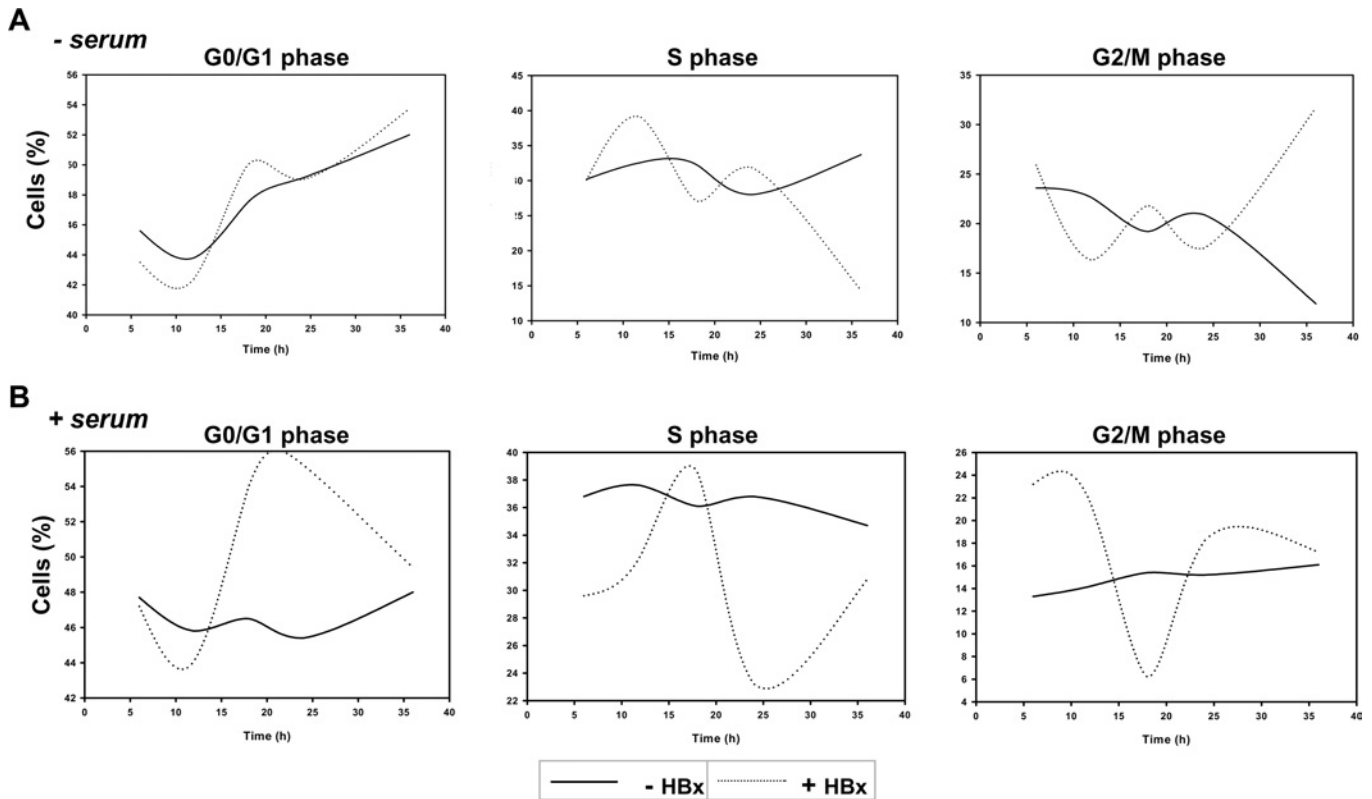 A
- serum
G0/G1 phase
S phase
G2/M phase
Cells (%)
56
54
52
50
48
46
44
42
40
0 5 10 15 20 25 30 35 40
Time (h)
45
40
35
30
25
20
15
10
0 5 10 15 20 25 30 35 40
Time (h)
35
30
25
20
15
10
0 5 10 15 20 25 30 35 40
Time (h)
B
+ serum
G0/G1 phase
S phase
G2/M phase
Cells (%)
56
54
52
50
48
46
44
42
0 5 10 15 20 25 30 35 40
Time (h)
40
38
36
34
32
30
28
26
24
22
0 5 10 15 20 25 30 35 40
Time (h)
26
24
22
20
18
16
14
12
10
8
6
4
0 5 10 15 20 25 30 35 40
Time (h)
- HBx
+ HBx